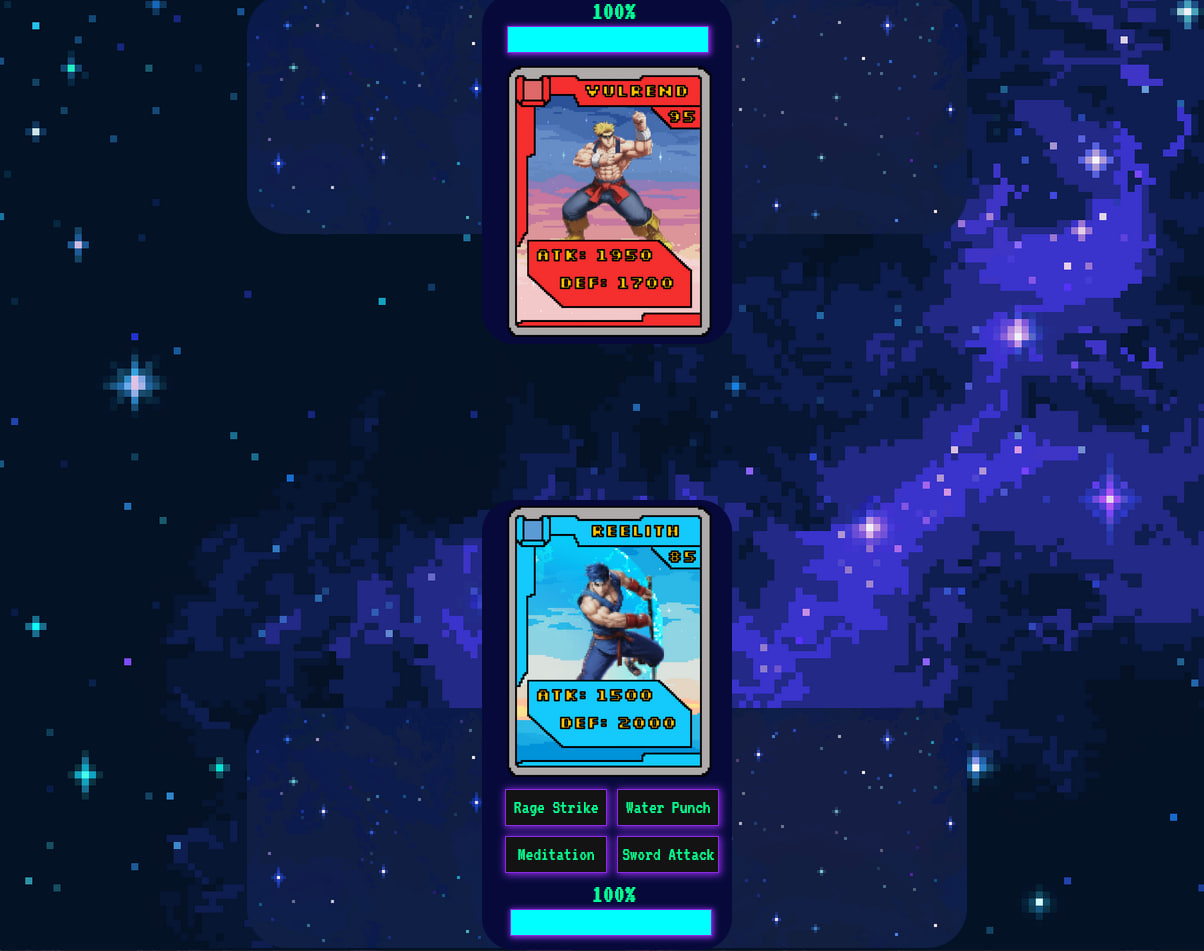 100%
VULREND
95
ATK: 1950
DEF: 1700
REELITH
85
ATK: 1500
DEF: 2000
Rage Strike Water Punch
Meditation Sword Attack
100%